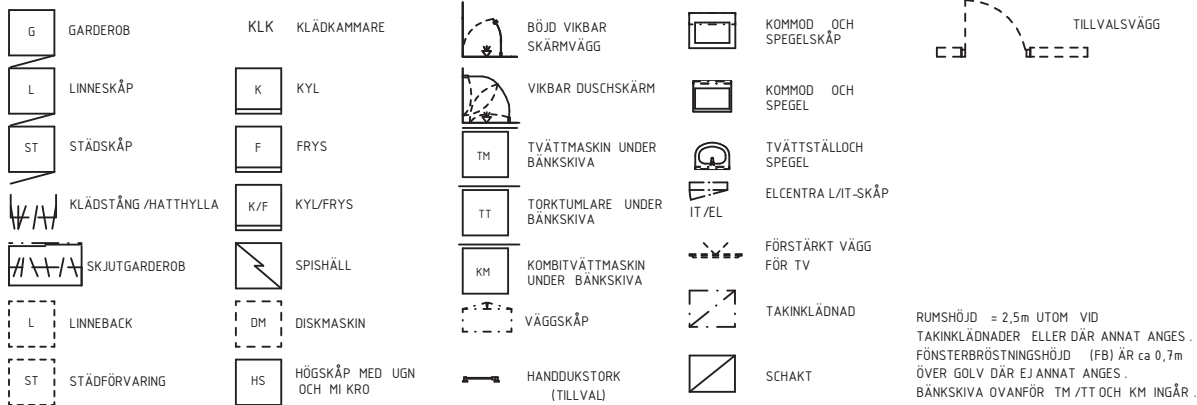 G GARDEROB
L LINNESKÅP
ST STÄDSKÅP
KLÄDSTÅNG /HATTHYLLA
SKJUTGARDEROB
L LINNEBACK
ST STÄDFÖRVARING
KLK KLÄDKAMMARE
K KYL
F FRYS
K/F KYL/FRYS
SPISHÄLL
DM DISKMASKIN
HS HÖGSKÅP MED UGN
OCH MI KRO
BÖJD VIKBAR
SKÄRMVÄGG
VIKBAR DUSCHSKÄRM
TM TVÄTTMASKIN UNDER
BÄNKSKIVA
TT TORKTUMLARE UNDER
BÄNKSKIVA
KM KOMBITVÄTTMASKIN
UNDER BÄNKSKIVA
VÄGGSKÅP
HANDDUKSTORK
(TILLVAL)
KOMMOD OCH
SPEGELSKÅP
KOMMOD OCH
SPEGEL
TVÄTTSTÄLLOCH
SPEGEL
ELCENTRA L/IT-SKÅP
IT/EL
FÖRSTÄRKT VÄGG
FÖR TV
TAKINKLÄDNAD
SCHAKT
TILLVALSVÄGG
RUMSHÖJD = 2,5m UTOM VID
TAKINKLÄDNADER ELLER DÄR ANNAT ANGES.
FÖNSTERBRÖSTNINGSHÖJD (FB) ÄR ca 0,7m
ÖVER GOLV DÄR EJ ANNAT ANGES.
BÄNKSKIVA OVANFÖR TM /TT OCH KM INGÅR.